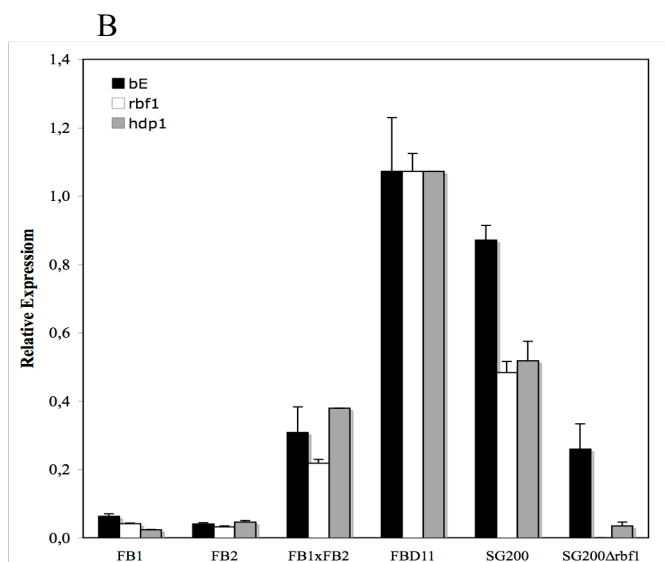 B
1,4
bE
rbf1
hdp1
1,2
1,0
0,8
0,6
0,4
0,2
0,0
Relative Expressiom
FB1 FB2 FB1xFB2 FBD11 SG200 SG200Δrbf1